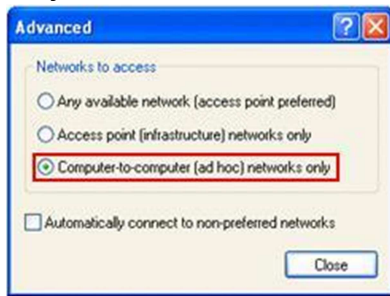 Advanced
Networks to access
Any available network (access point preferred)
Access point (infrastructure) networks only
Computer-to-computer (ad hoc) networks only
Automatically connect to non-preferred networks
Close